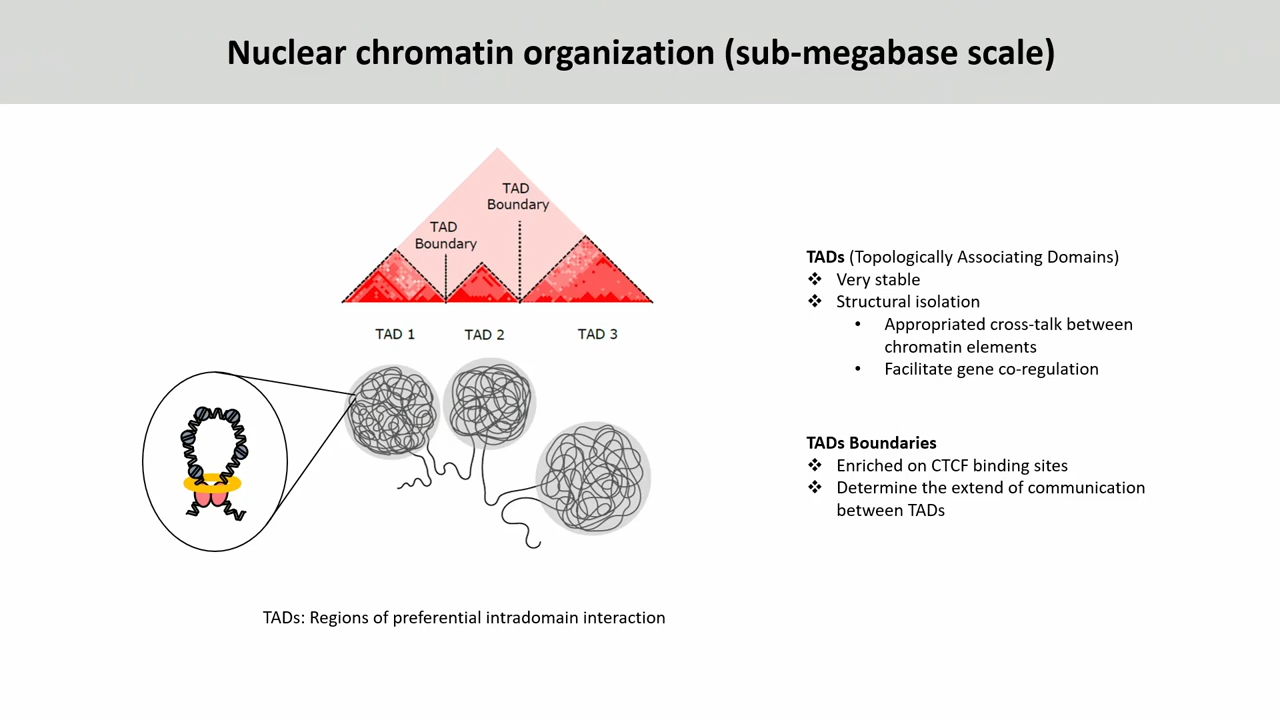 Nuclear chromatin organization (sub-megabase scale)
TAD
Boundary
TAD
Boundary
TAD 1
TAD 2
TAD 3
TADs: Regions of preferential intradomain interaction
TADs (Topologically Associating Domains)
❖ Very stable
❖ Structural isolation
• Appropriated cross-talk between
chromatin elements
• Facilitate gene co-regulation
TADs Boundaries
❖ Enriched on CTCF binding sites
❖ Determine the extend of communication
between TADs